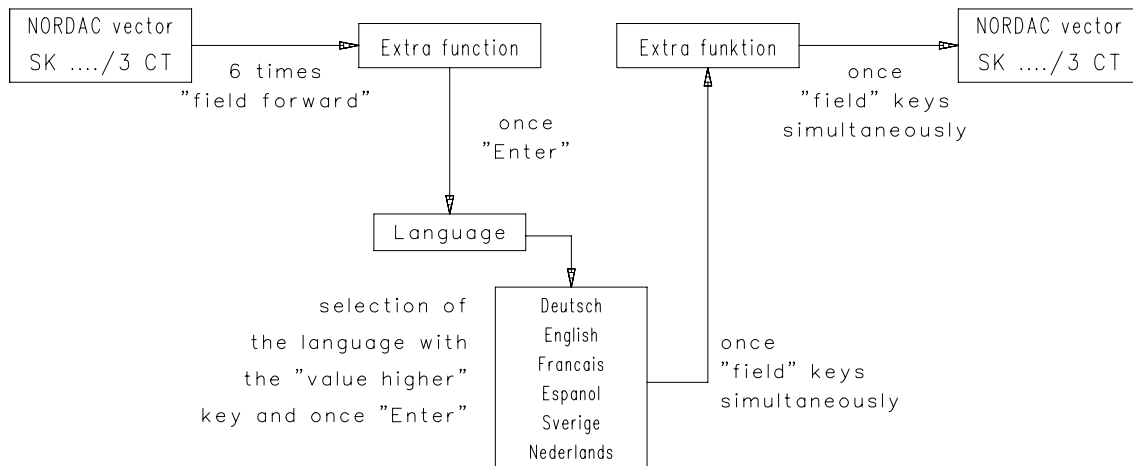 NORDAC vector
SK ..../3 CT
6 times
"field forward"
Extra function
once
"Enter"
Language
selection of
the language with
the "value higher"
key and once "Enter"
Deutsch
English
Francais
Espanol
Sverige
Nederlands
once
"field" keys
simultaneously
Extra funktion
once
"field" keys
simultaneously
NORDAC vector
SK ..../3 CT